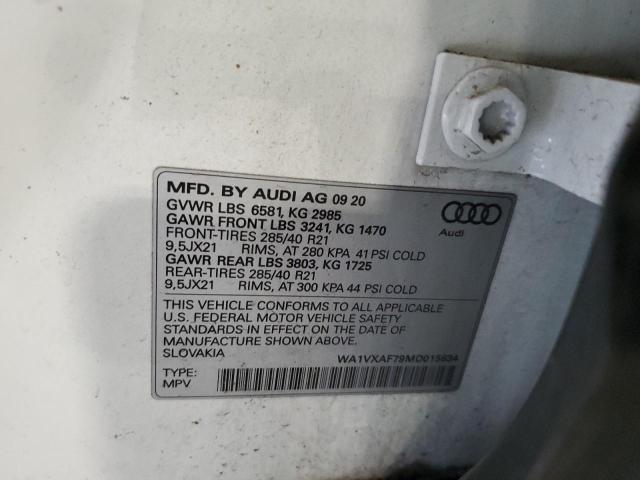 MFD. BY AUDI AG 09 20
GVWR LBS 6581, KG 2985
GAWR FRONT LBS 3241, KG 1470
FRONT-TIRES 285/40 R21
9,5JX21 RIMS, AT 280 KPA 41 PSI COLD
GAWR REAR LBS 3803, KG 1725
REAR-TIRES 285/40 R21
9,5JX21 RIMS, AT 300 KPA 44 PSI COLD
Audi
THIS VEHICLE CONFORMS TO ALL APPLICABLE
U.S. FEDERAL MOTOR VEHICLE SAFETY
STANDARDS IN EFFECT ON THE DATE OF
MANUFACTURE SHOWN ABOVE.
SLOVAKIA
WA1VXAF79MD015634
TYPE:
MPV